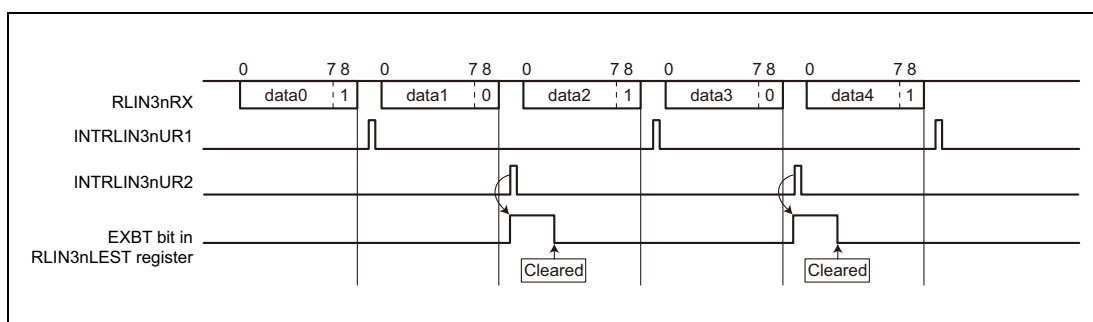 0 7 8 0 7 8 0 7 8 0 7 8 0 7 8
RLIN3nRX data0 1 data1 0 data2 1 data3 0 data4 1
INTRLIN3nUR1
INTRLIN3nUR2
EXBT bit in
RLIN3nLEST register
Cleared Cleared